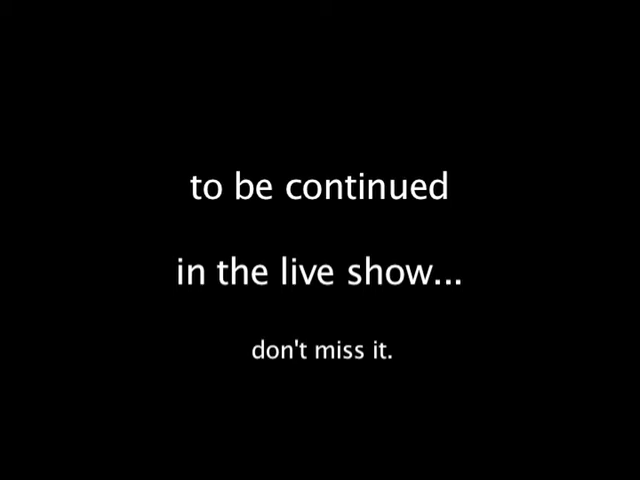 to be continued
in the live show...
don't miss it.